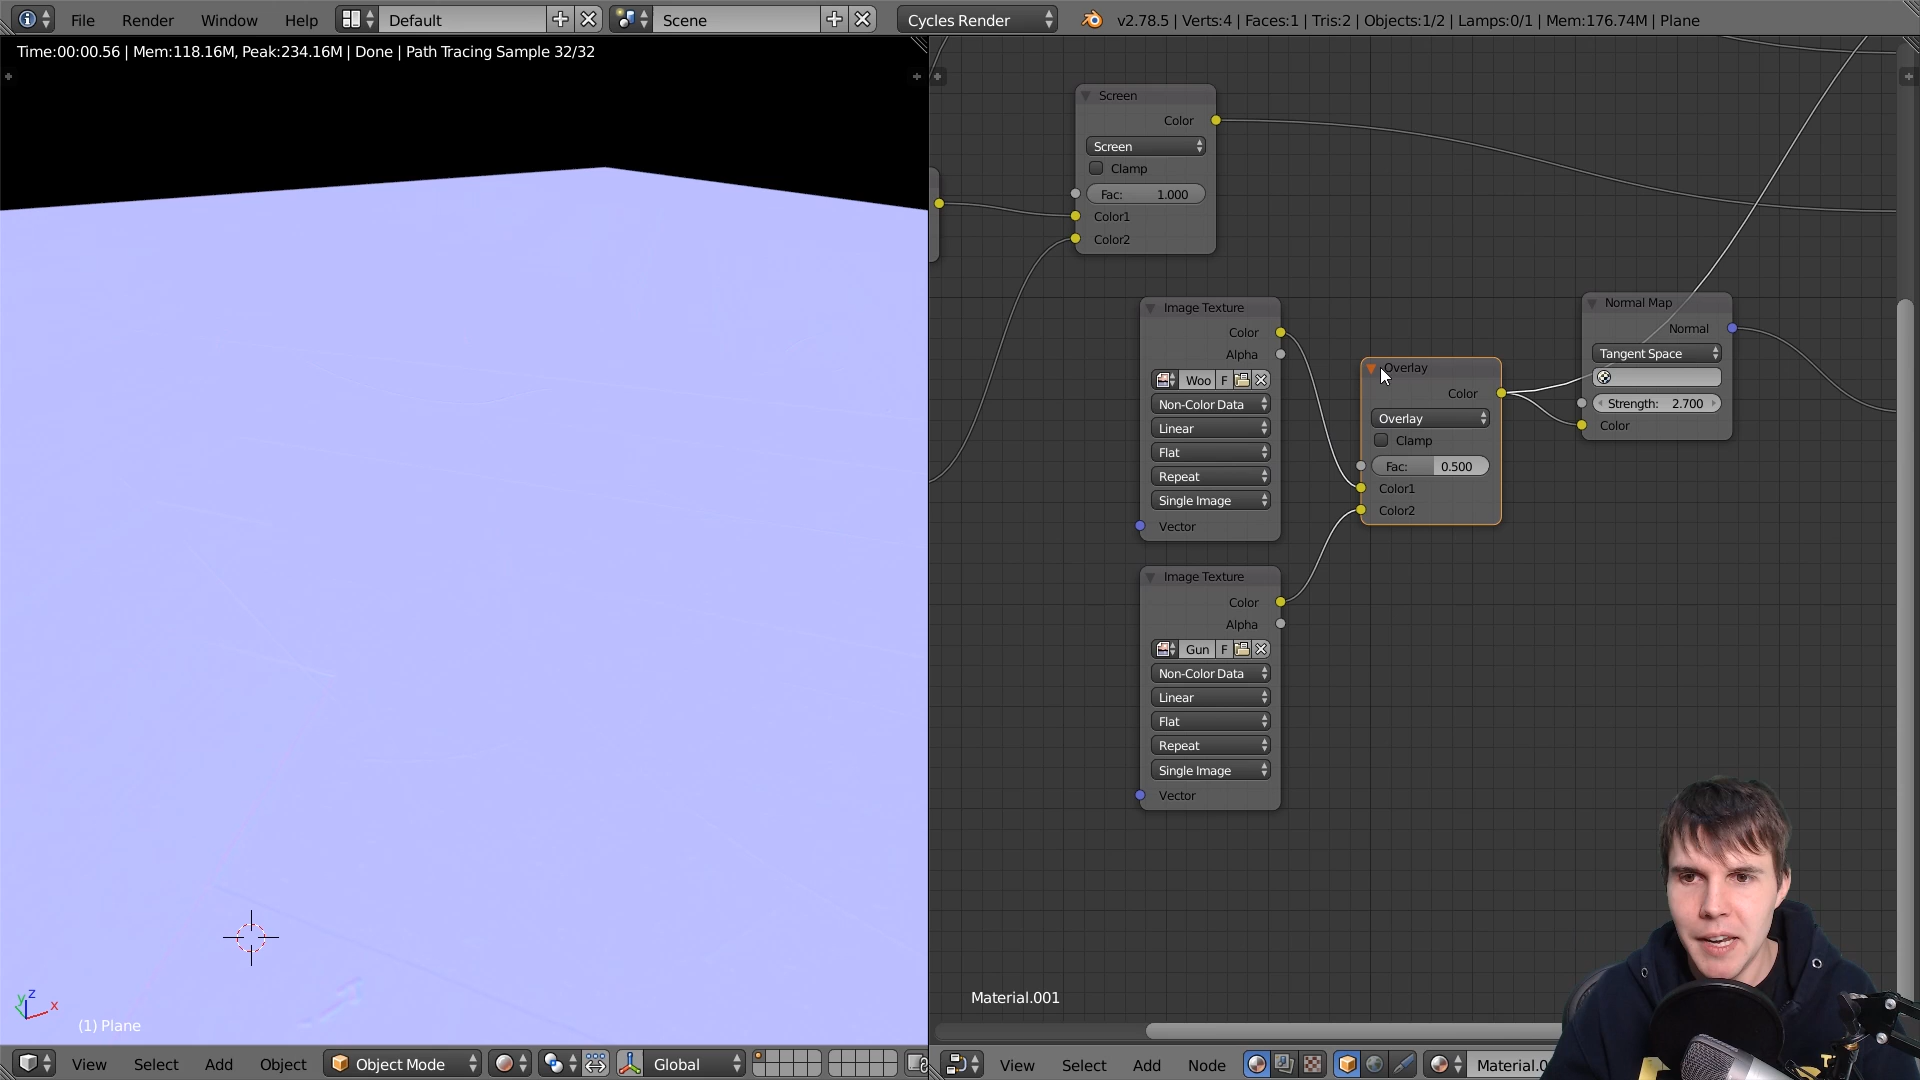 File Render Window Help Default Scene Cycles Render v2.78.5 | Verts:4 | Faces:1 | Tris:2 | Objects:1/2 | Lamps:0/1 | Mem:176.74M | Plane
Time:00:00.56 | Mem:118.16M, Peak:234.16M | Done | Path Tracing Sample 32/32
Screen
Color
Screen
Clamp
Fac: 1.000
Color1
Color2
Image Texture
Color
Alpha
Woo F
Non-Color Data
Linear
Flat
Repeat
Single Image
Vector
Overlay
Color
Overlay
Clamp
Fac: 0.500
Color1
Color2
Normal Map
Normal
Tangent Space
Strength: 2.700
Color
Image Texture
Color
Alpha
Gun F
Non-Color Data
Linear
Flat
Repeat
Single Image
Vector
Material.001
z
y
x
(1) Plane
View Select Add Object Object Mode Global
View Select Add Node Material.0